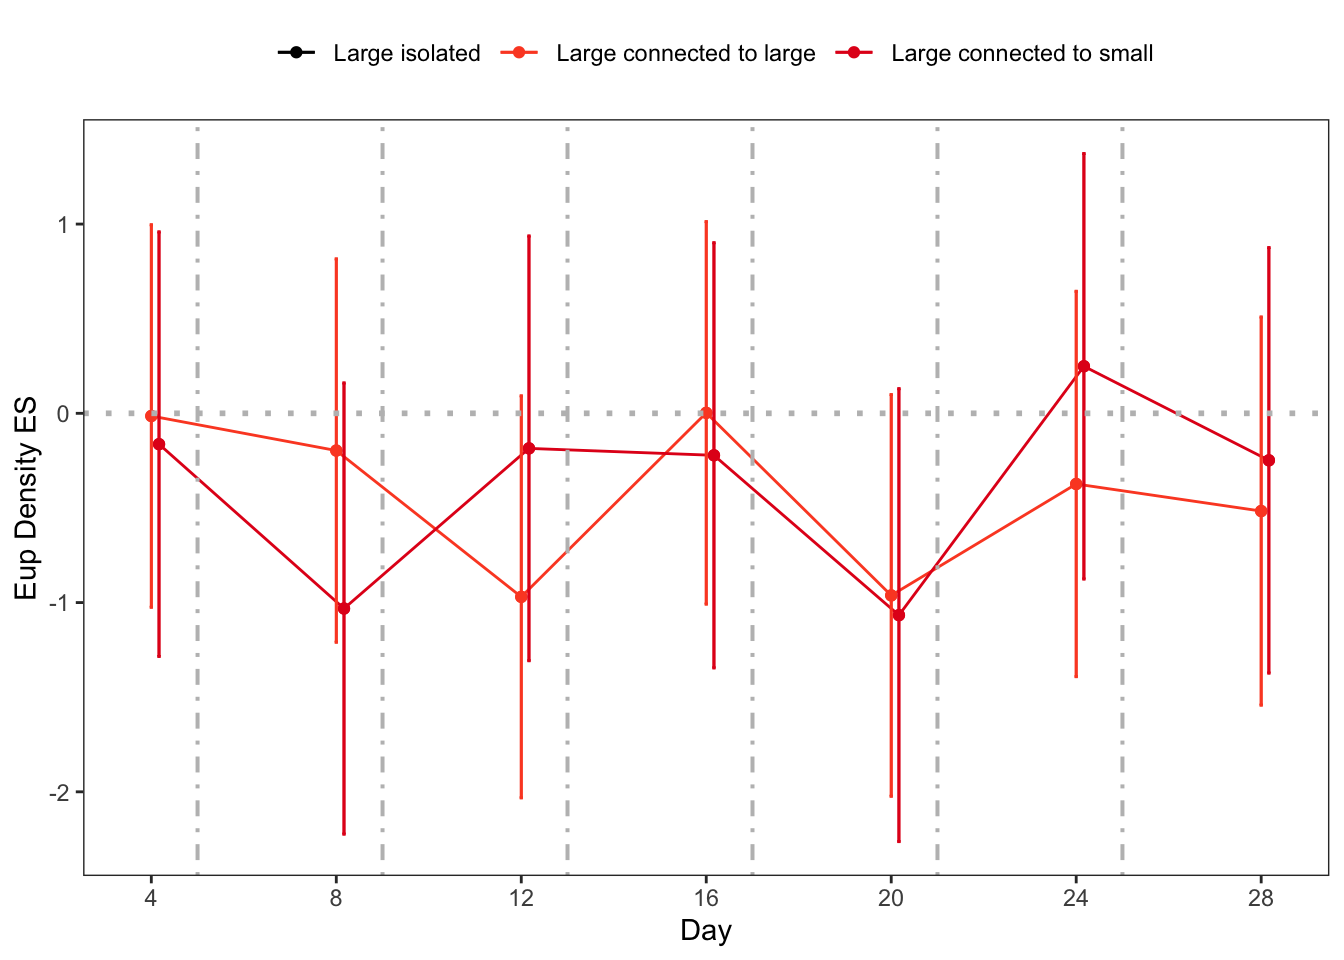 Large isolated Large connected to large Large connected to small
Eup Density ES
1
0
-1
-2
4 8 12 16 20 24 28
Day